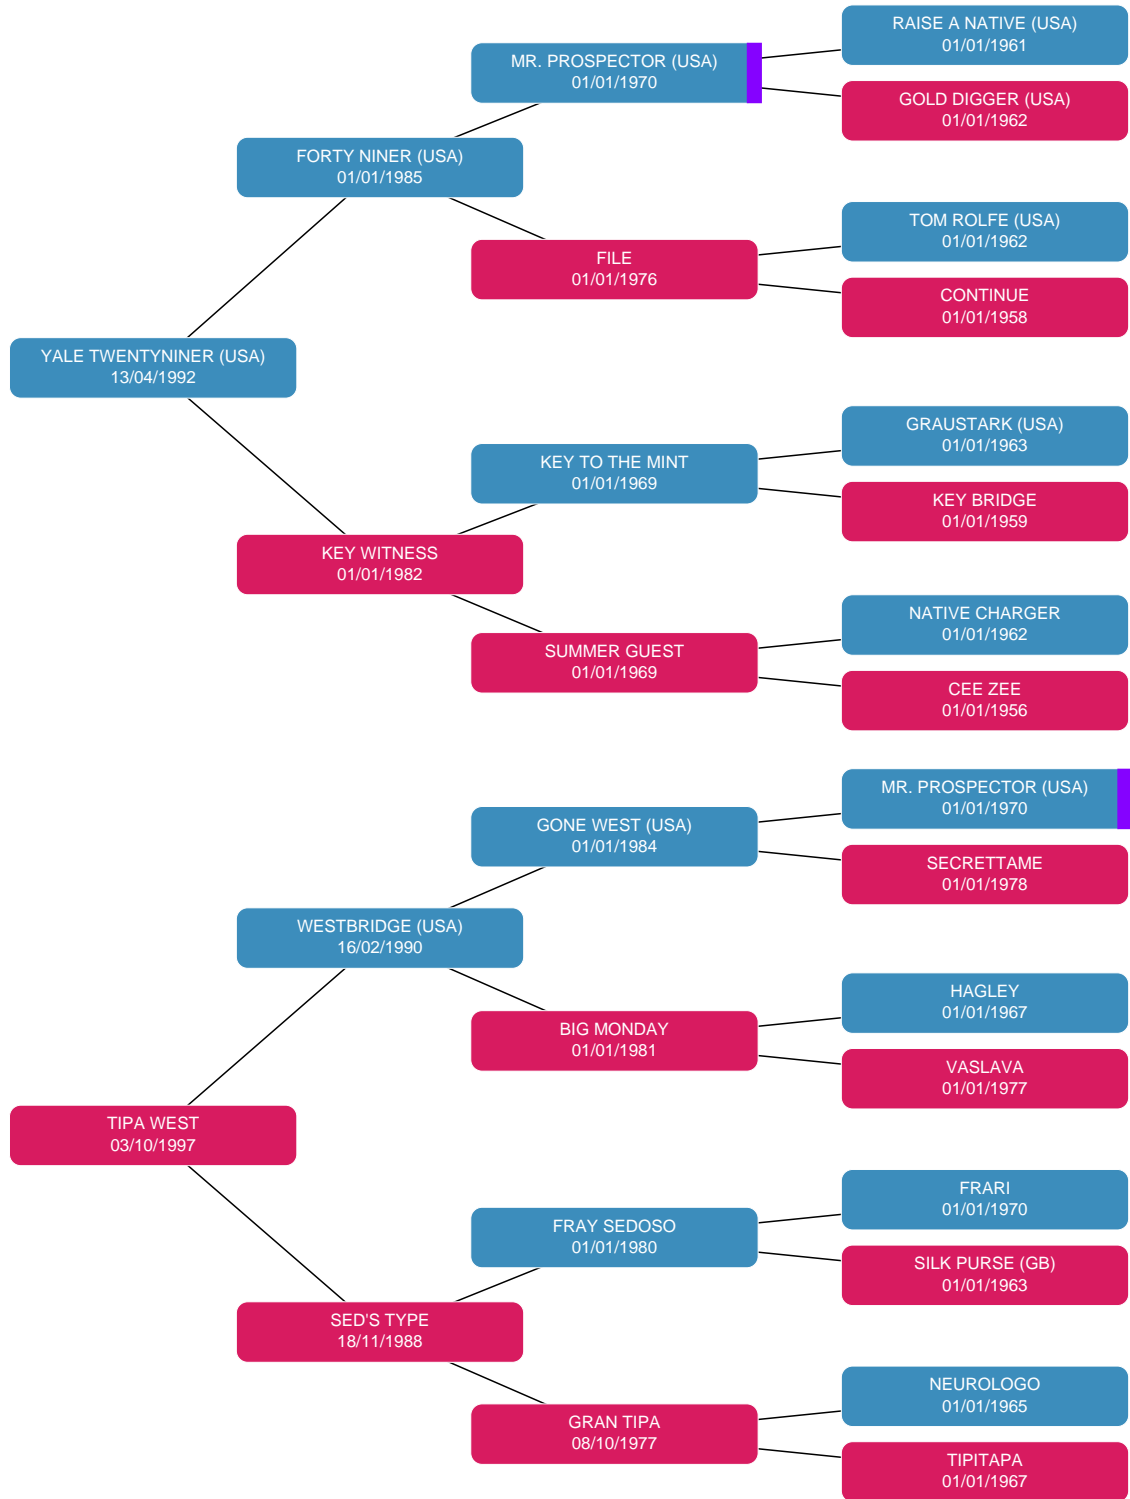 RAISE A NATIVE (USA)
01/01/1961
MR. PROSPECTOR (USA)
01/01/1970
GOLD DIGGER (USA)
01/01/1962
FORTY NINER (USA)
01/01/1985
TOM ROLFE (USA)
01/01/1962
FILE
01/01/1976
CONTINUE
01/01/1958
YALE TWENTYNINER (USA)
13/04/1992
GRAUSTARK (USA)
01/01/1963
KEY TO THE MINT
01/01/1969
KEY BRIDGE
01/01/1959
KEY WITNESS
01/01/1982
NATIVE CHARGER
01/01/1962
SUMMER GUEST
01/01/1969
CEE ZEE
01/01/1956
MR. PROSPECTOR (USA)
01/01/1970
GONE WEST (USA)
01/01/1984
SECRETTAME
01/01/1978
WESTBRIDGE (USA)
16/02/1990
HAGLEY
01/01/1967
BIG MONDAY
01/01/1981
VASLAVA
01/01/1977
TIPA WEST
03/10/1997
FRARI
01/01/1970
FRAY SEDOSO
01/01/1980
SILK PURSE (GB)
01/01/1963
SED'S TYPE
18/11/1988
NEUROLOGO
01/01/1965
GRAN TIPA
08/10/1977
TIPITAPA
01/01/1967